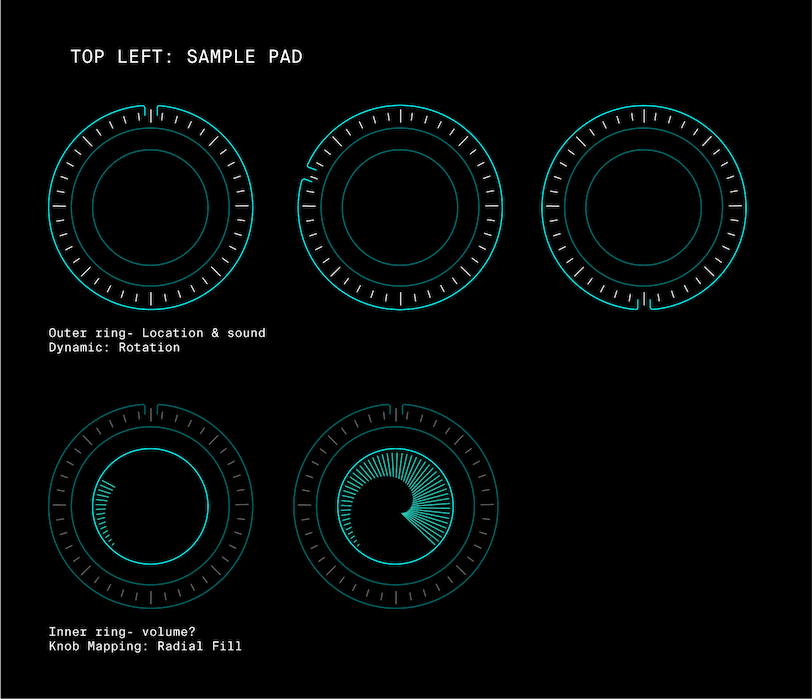 TOP LEFT: SAMPLE PAD
Outer ring- Location & sound
Dynamic: Rotation
Inner ring- volume?
Knob Mapping: Radial Fill